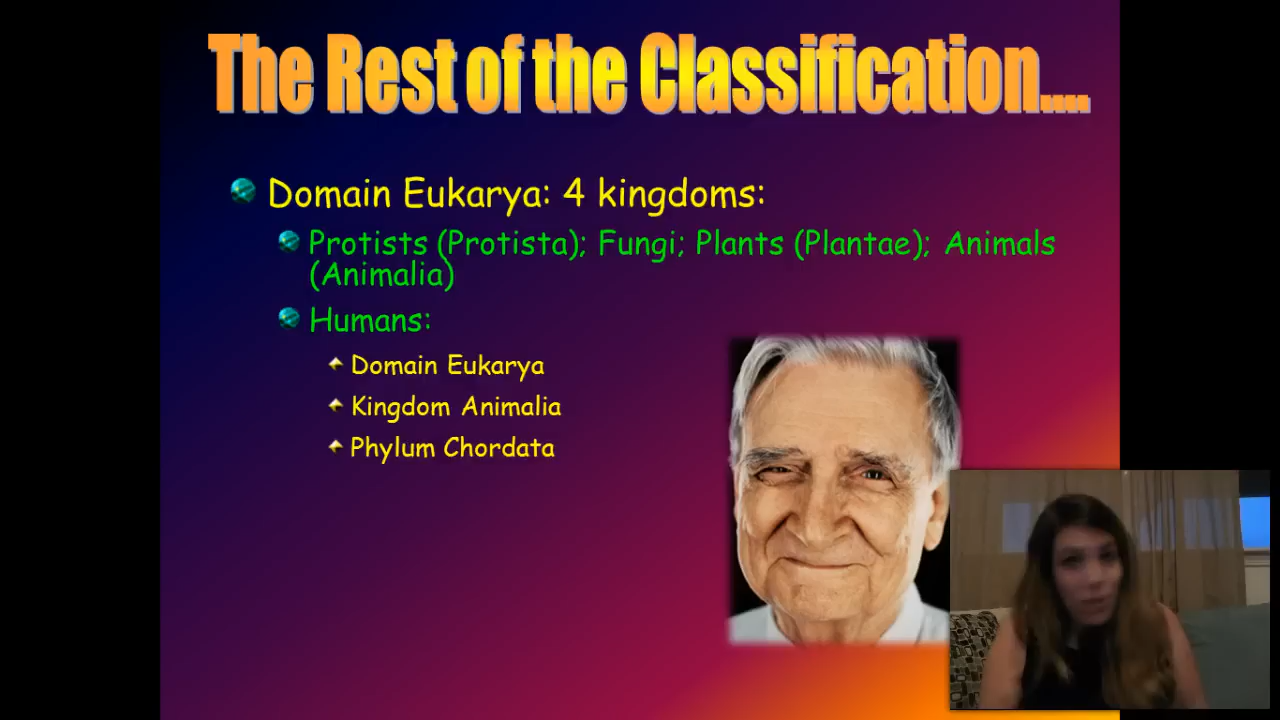 The Rest of the Classification....
Domain Eukarya: 4 kingdoms:
Protists (Protista); Fungi; Plants (Plantae); Animals
(Animalia)
Humans:
Domain Eukarya
Kingdom Animalia
Phylum Chordata